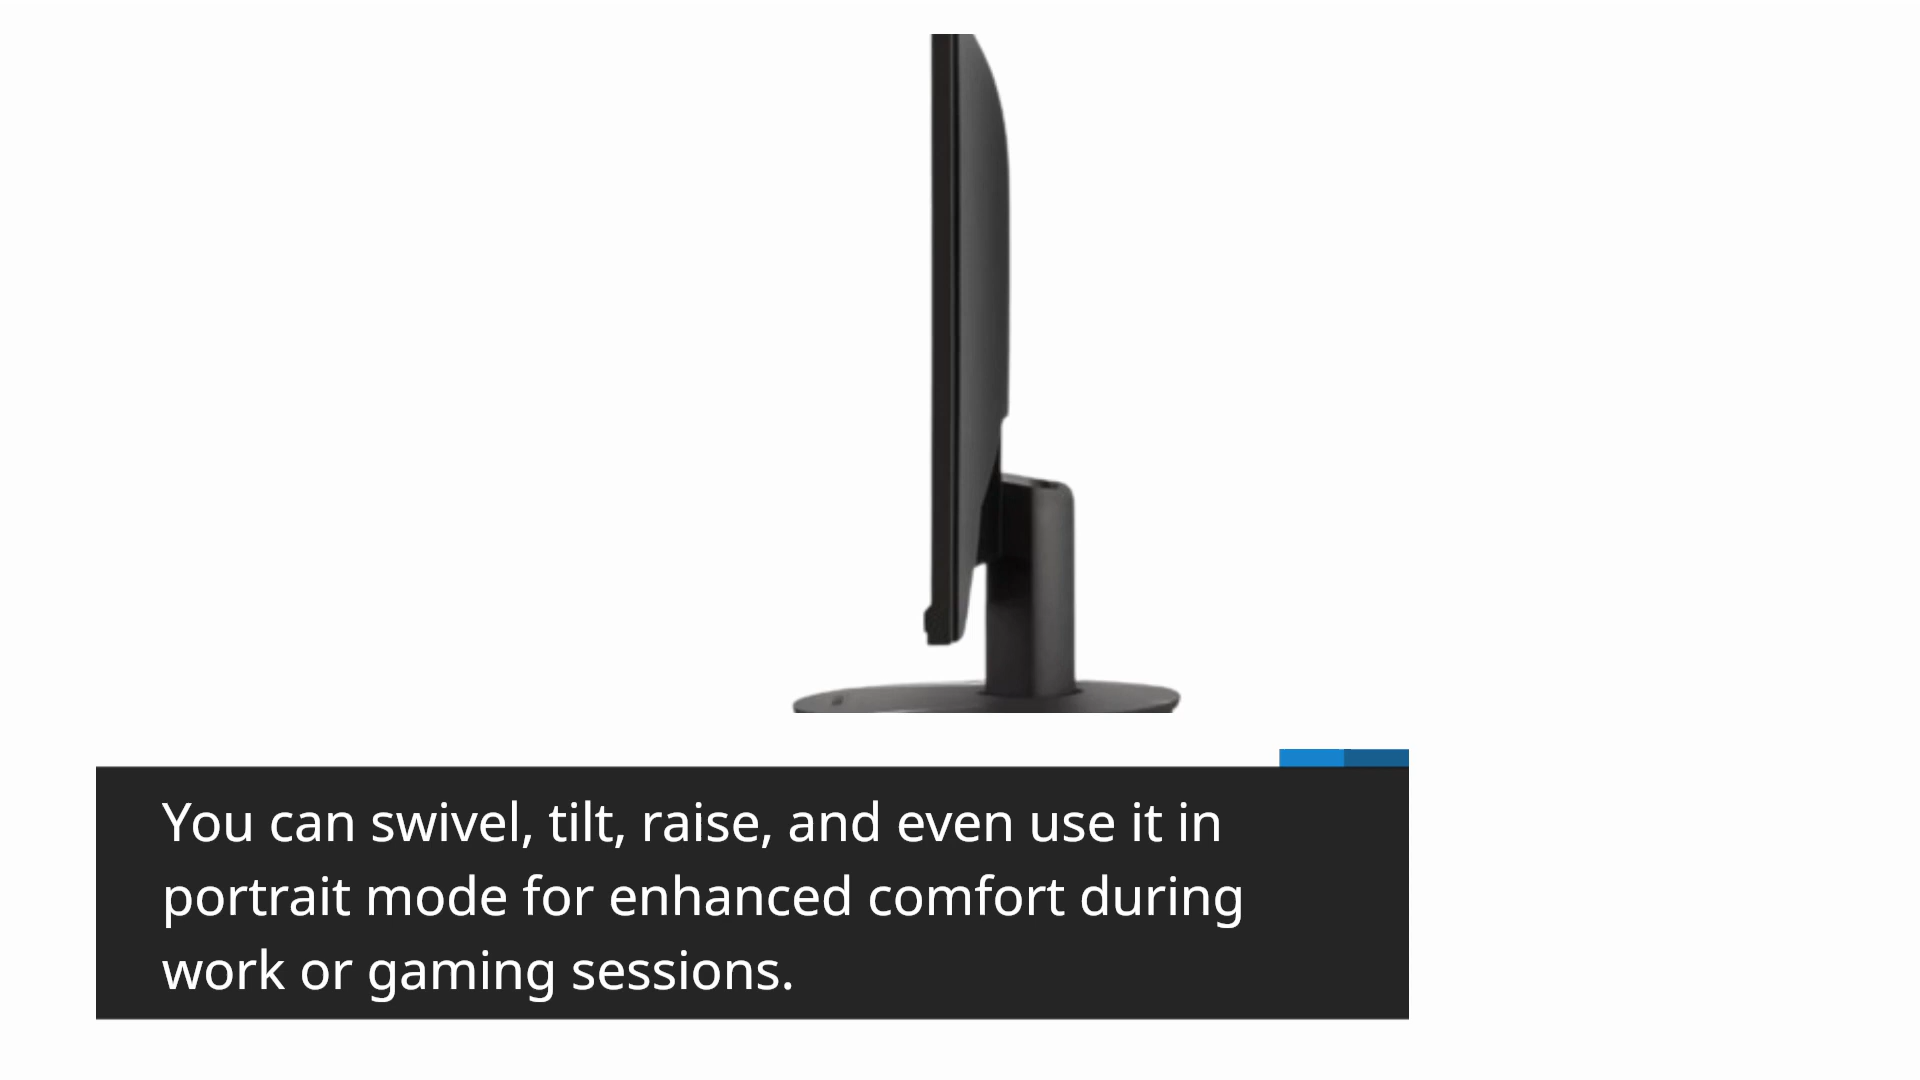 You can swivel, tilt, raise, and even use it in
portrait mode for enhanced comfort during
work or gaming sessions.